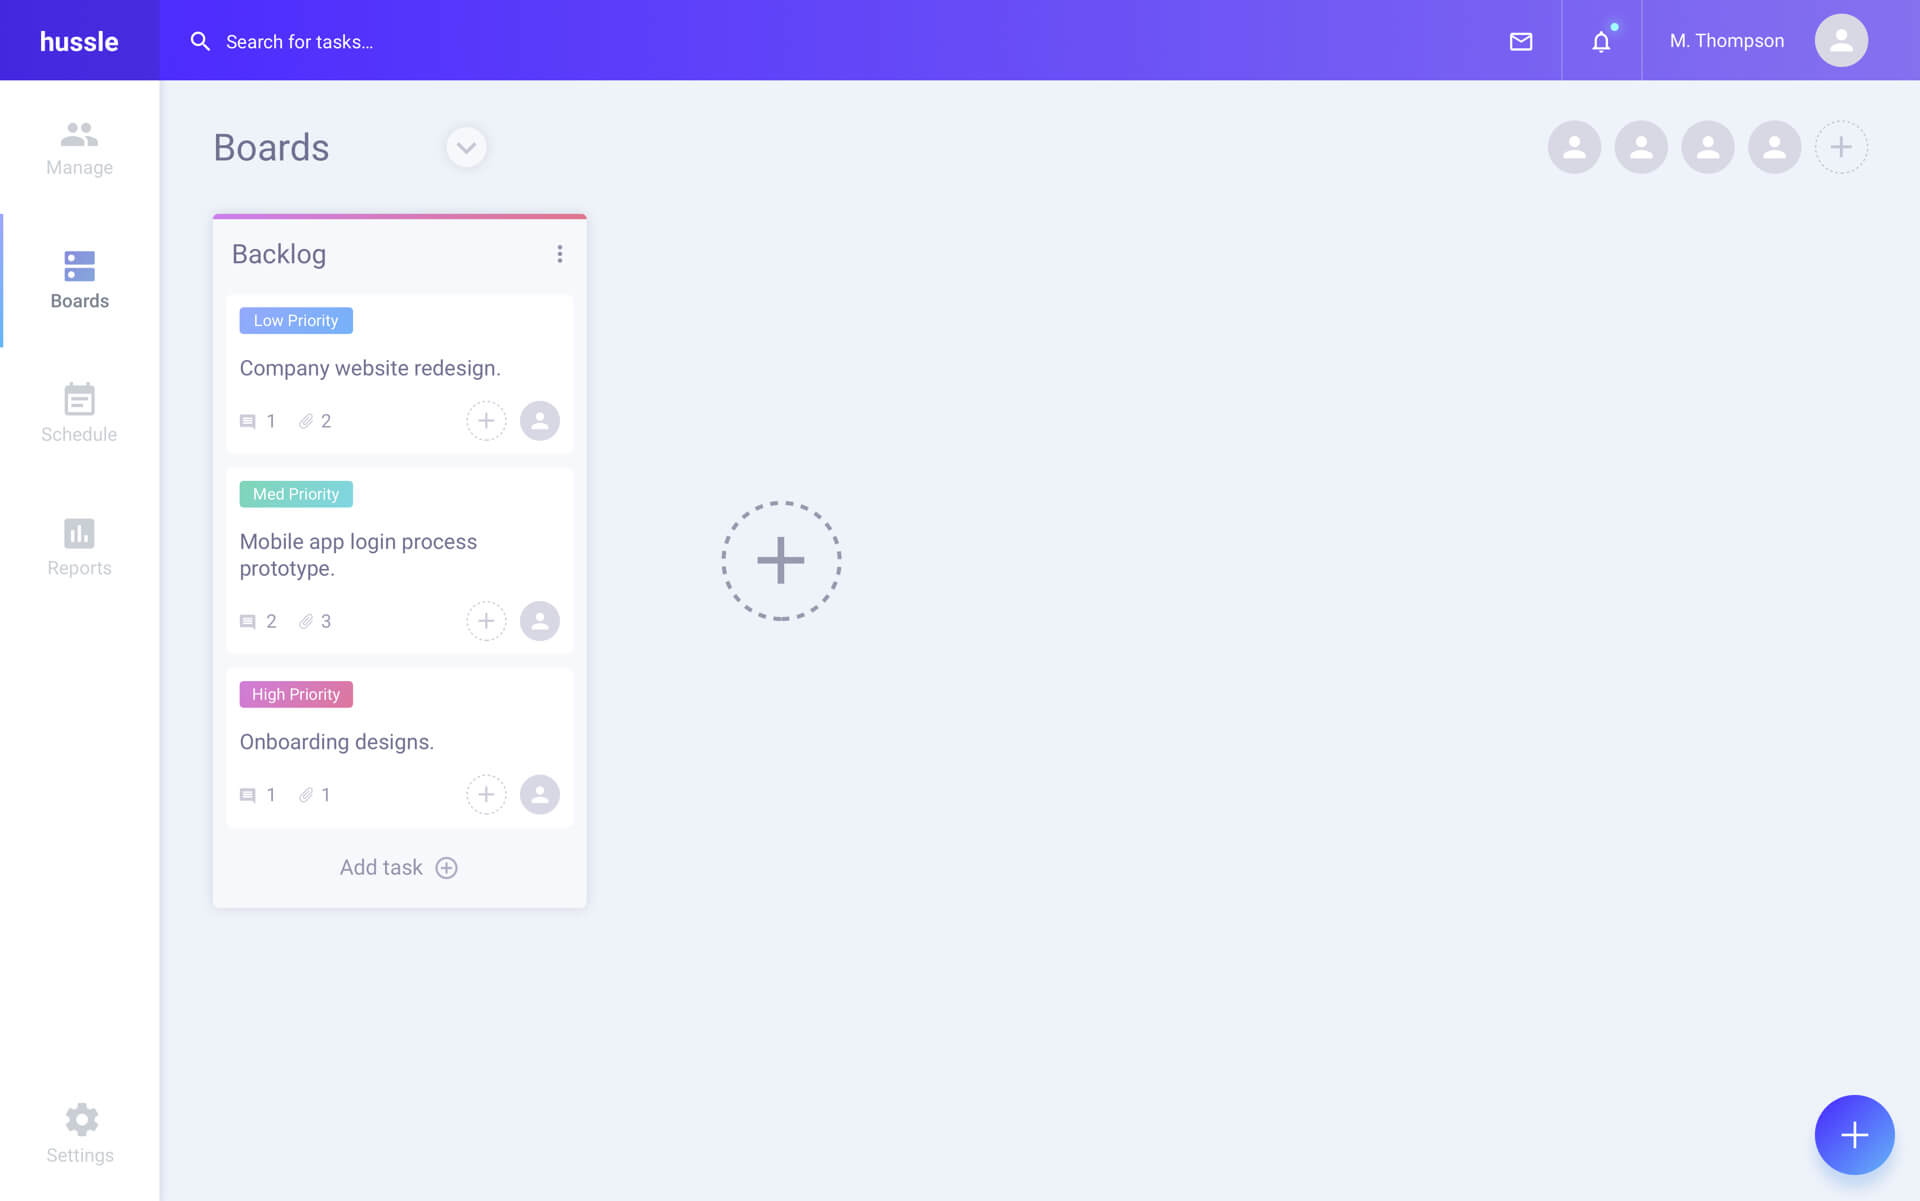 hussle
Search for tasks...
M. Thompson
Manage
Boards
Schedule
Reports
Settings
Boards
Backlog
Low Priority
Company website redesign.
1 2
Med Priority
Mobile app login process
prototype.
2 3
High Priority
Onboarding designs.
1 1
Add task